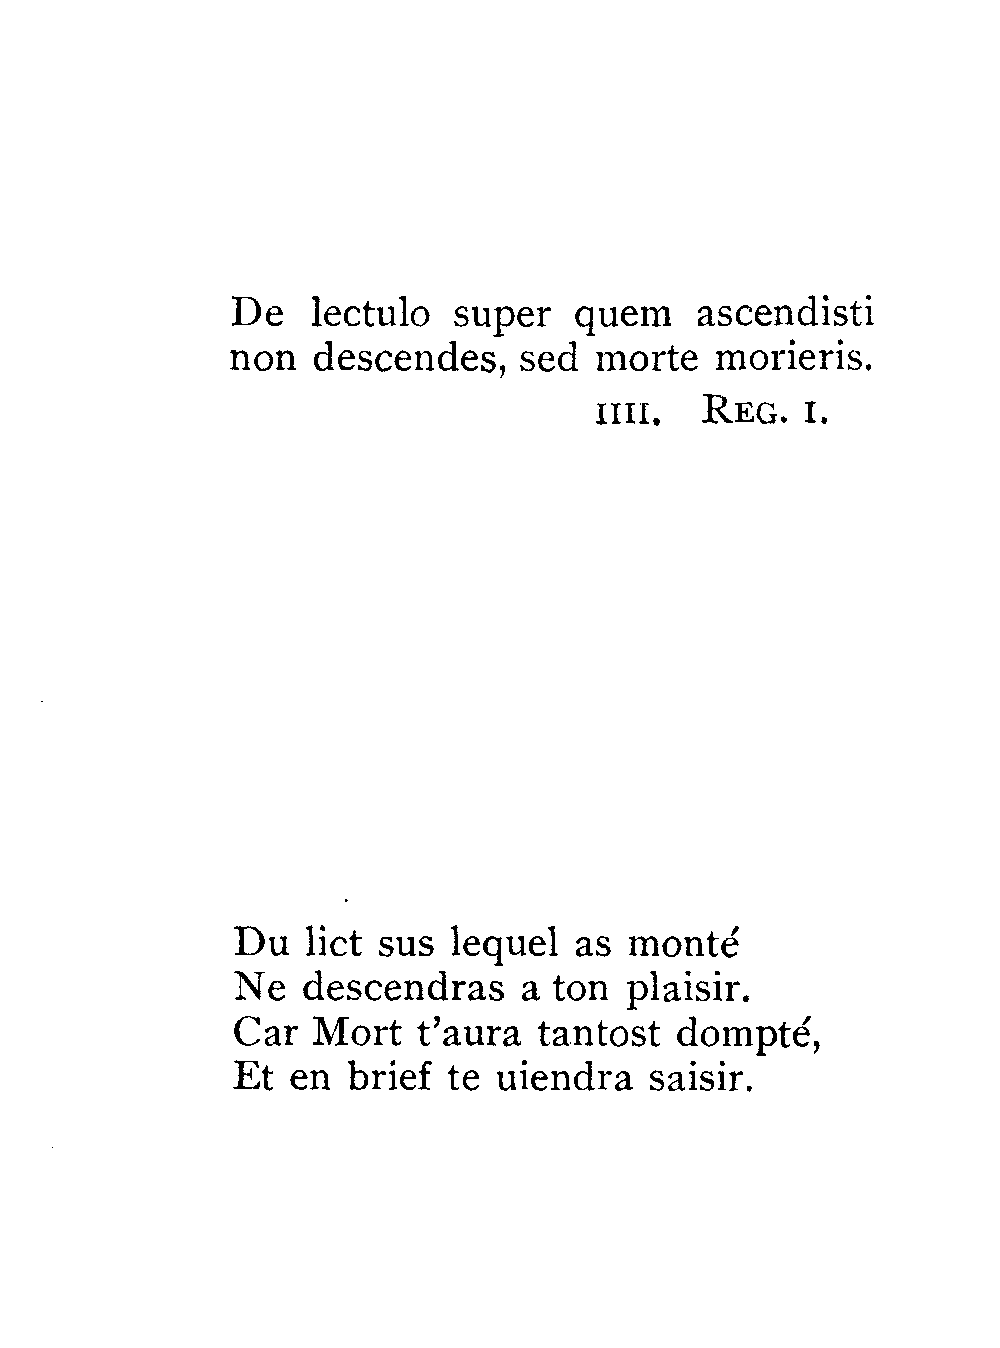 De lectulo super quem ascendisti
non descendes, sed morte morieris.
IIII. REG. I.
Du lict sus lequel as monté
Ne descendras a ton plaisir.
Car Mort t'aura tantost dompté,
Et en brief te uiendra saisir.